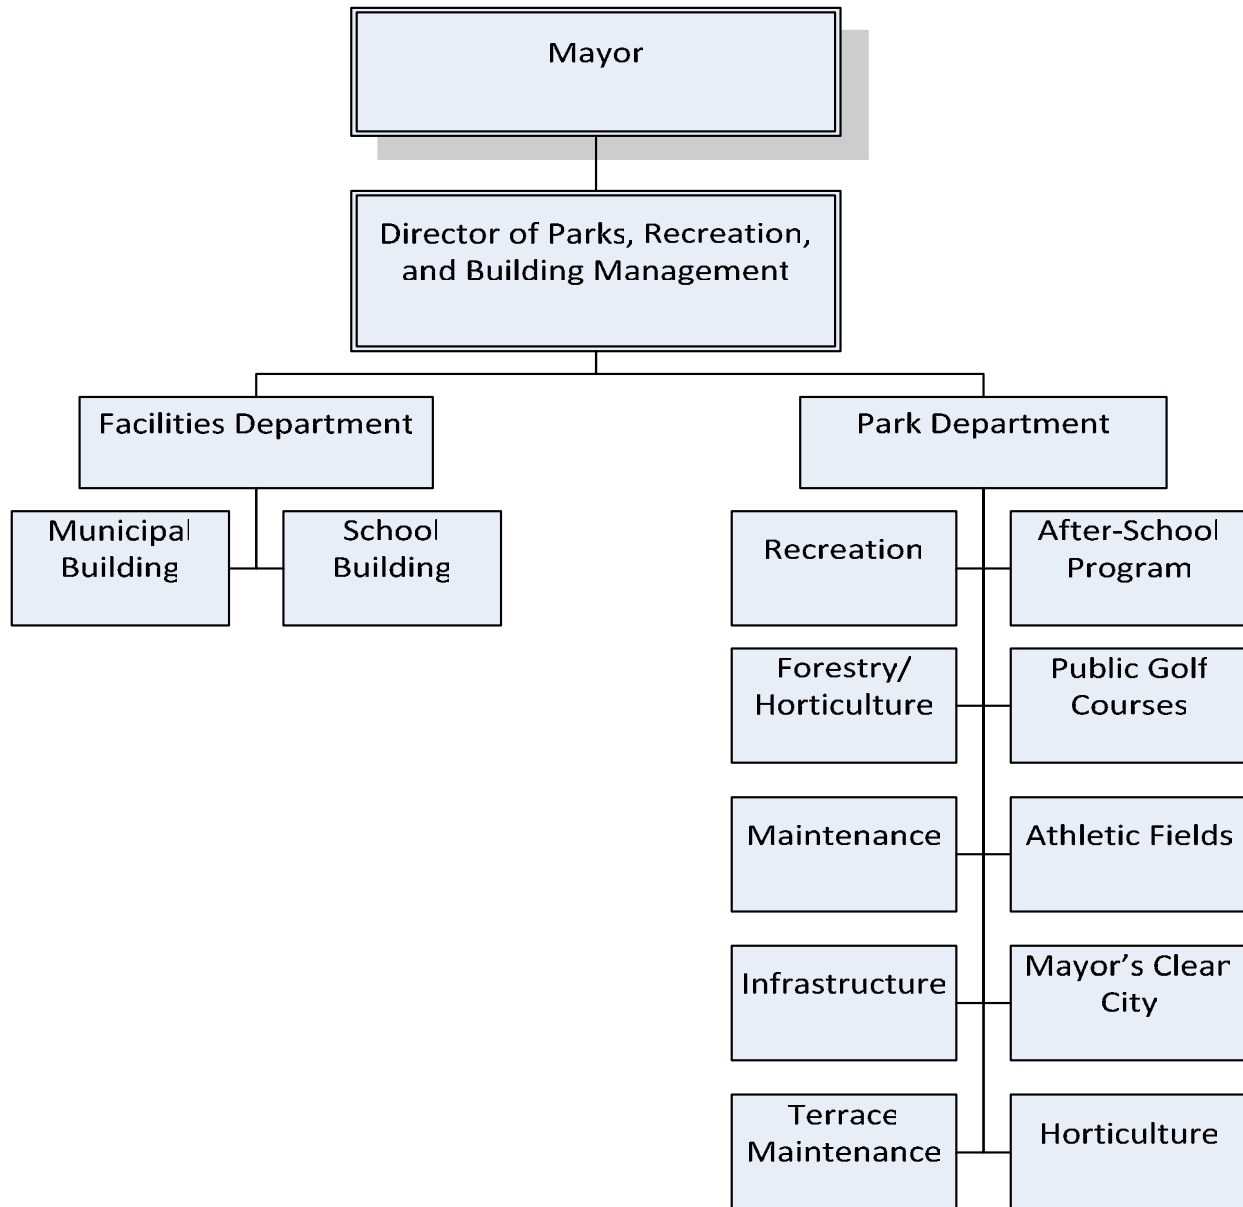 Mayor
Director of Parks, Recreation,
and Building Management
Facilities Department
Park Department
Municipal
Building
School
Building
Recreation
After-School
Program
Forestry/
Horticulture
Public Golf
Courses
Maintenance
Athletic Fields
Infrastructure
Mayor’s Clean
City
Terrace
Maintenance
Horticulture